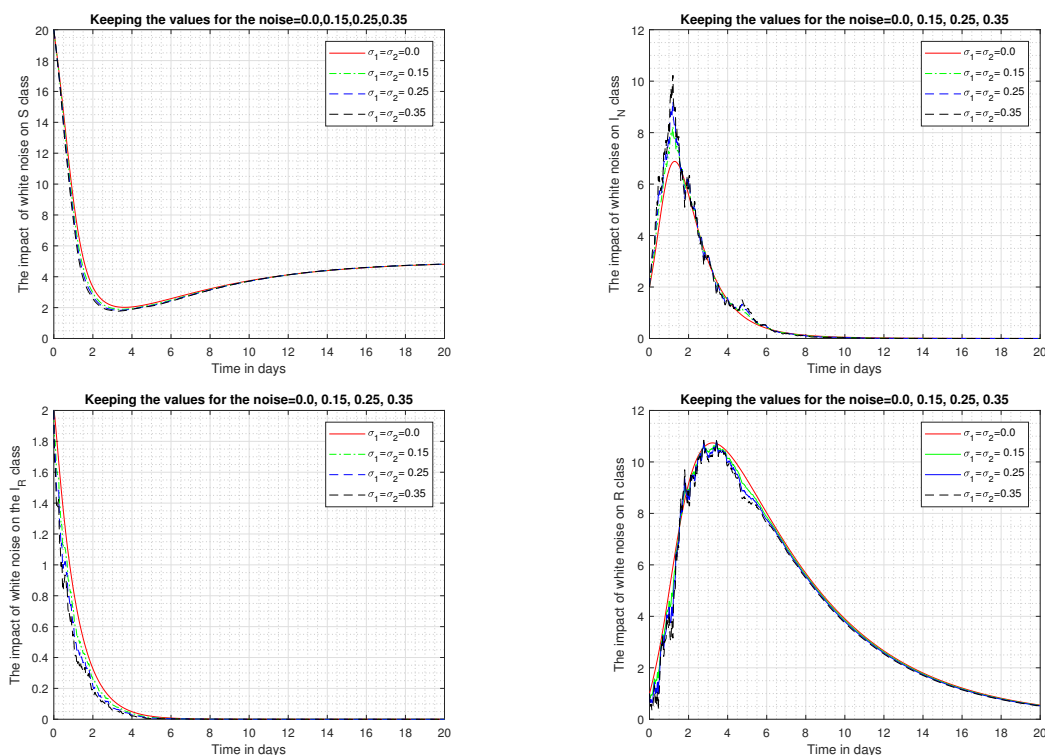 Keeping the values for the noise=0.0,0.15,0.25,0.35
The impact of white noise on S class
20
18
16
14
12
10
8
6
4
2
0
σ1=σ2=0.0
σ1=σ2= 0.15
σ1=σ2= 0.25
σ1=σ2=0.35
0 2 4 6 8 10 12 14 16 18 20
Time in days
Keeping the values for the noise=0.0, 0.15, 0.25, 0.35
The impact of white noise on I_N class
12
10
8
6
4
2
0
σ1=σ2=0.0
σ1=σ2= 0.15
σ1=σ2= 0.25
σ1=σ2=0.35
0 2 4 6 8 10 12 14 16 18 20
Time in days
Keeping the values for the noise=0.0, 0.15, 0.25, 0.35
The impact of white noise on the I_R class
2
1.8
1.6
1.4
1.2
1
0.8
0.6
0.4
0.2
0
σ1=σ2=0.0
σ1=σ2= 0.15
σ1=σ2= 0.25
σ1=σ2=0.35
0 2 4 6 8 10 12 14 16 18 20
Time in days
Keeping the values for the noise=0.0, 0.15, 0.25, 0.35
The impact of white noise on R class
12
10
8
6
4
2
0
σ1=σ2=0.0
σ1=σ2= 0.15
σ1=σ2= 0.25
σ1=σ2=0.35
0 2 4 6 8 10 12 14 16 18 20
Time in days